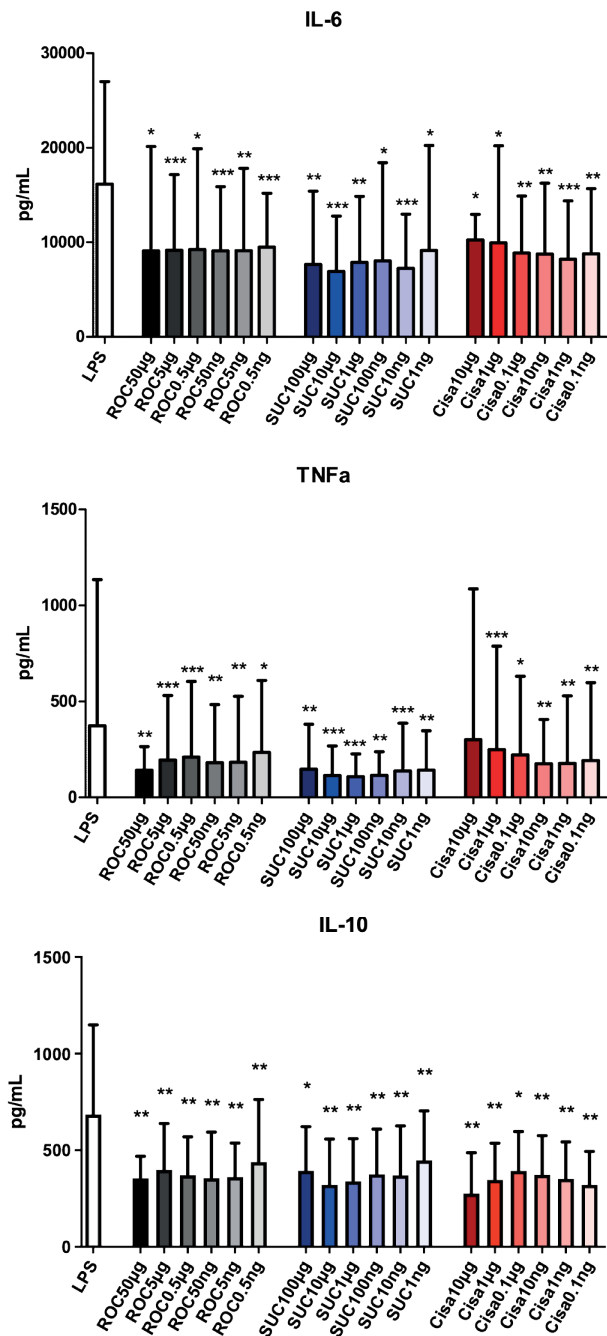 IL-6
pg/mL
30000
20000
10000
0
* *** * *** ** *** ** *** ** * *** * * * ** ** *** **
LPS ROC50µg ROC5µg ROC0.5µg ROC50ng ROC5ng ROC0.5ng SUC100µg SUC10µg SUC1µg SUC100ng SUC10ng SUC1ng Cisa10µg Cisa1µg Cisa0.1µg Cisa10ng Cisa1ng Cisa0.1ng
TNFa
pg/mL
1500
1000
500
0
** *** *** ** ** * ** *** *** ** *** ** *** * ** ** **
LPS ROC50µg ROC5µg ROC0.5µg ROC50ng ROC5ng ROC0.5ng SUC100µg SUC10µg SUC1µg SUC100ng SUC10ng SUC1ng Cisa10µg Cisa1µg Cisa0.1µg Cisa10ng Cisa1ng Cisa0.1ng
IL-10
pg/mL
1500
1000
500
0
** ** ** ** ** ** * ** ** ** ** ** ** ** * ** ** **
LPS ROC50µg ROC5µg ROC0.5µg ROC50ng ROC5ng ROC0.5ng SUC100µg SUC10µg SUC1µg SUC100ng SUC10ng SUC1ng Cisa10µg Cisa1µg Cisa0.1µg Cisa10ng Cisa1ng Cisa0.1ng